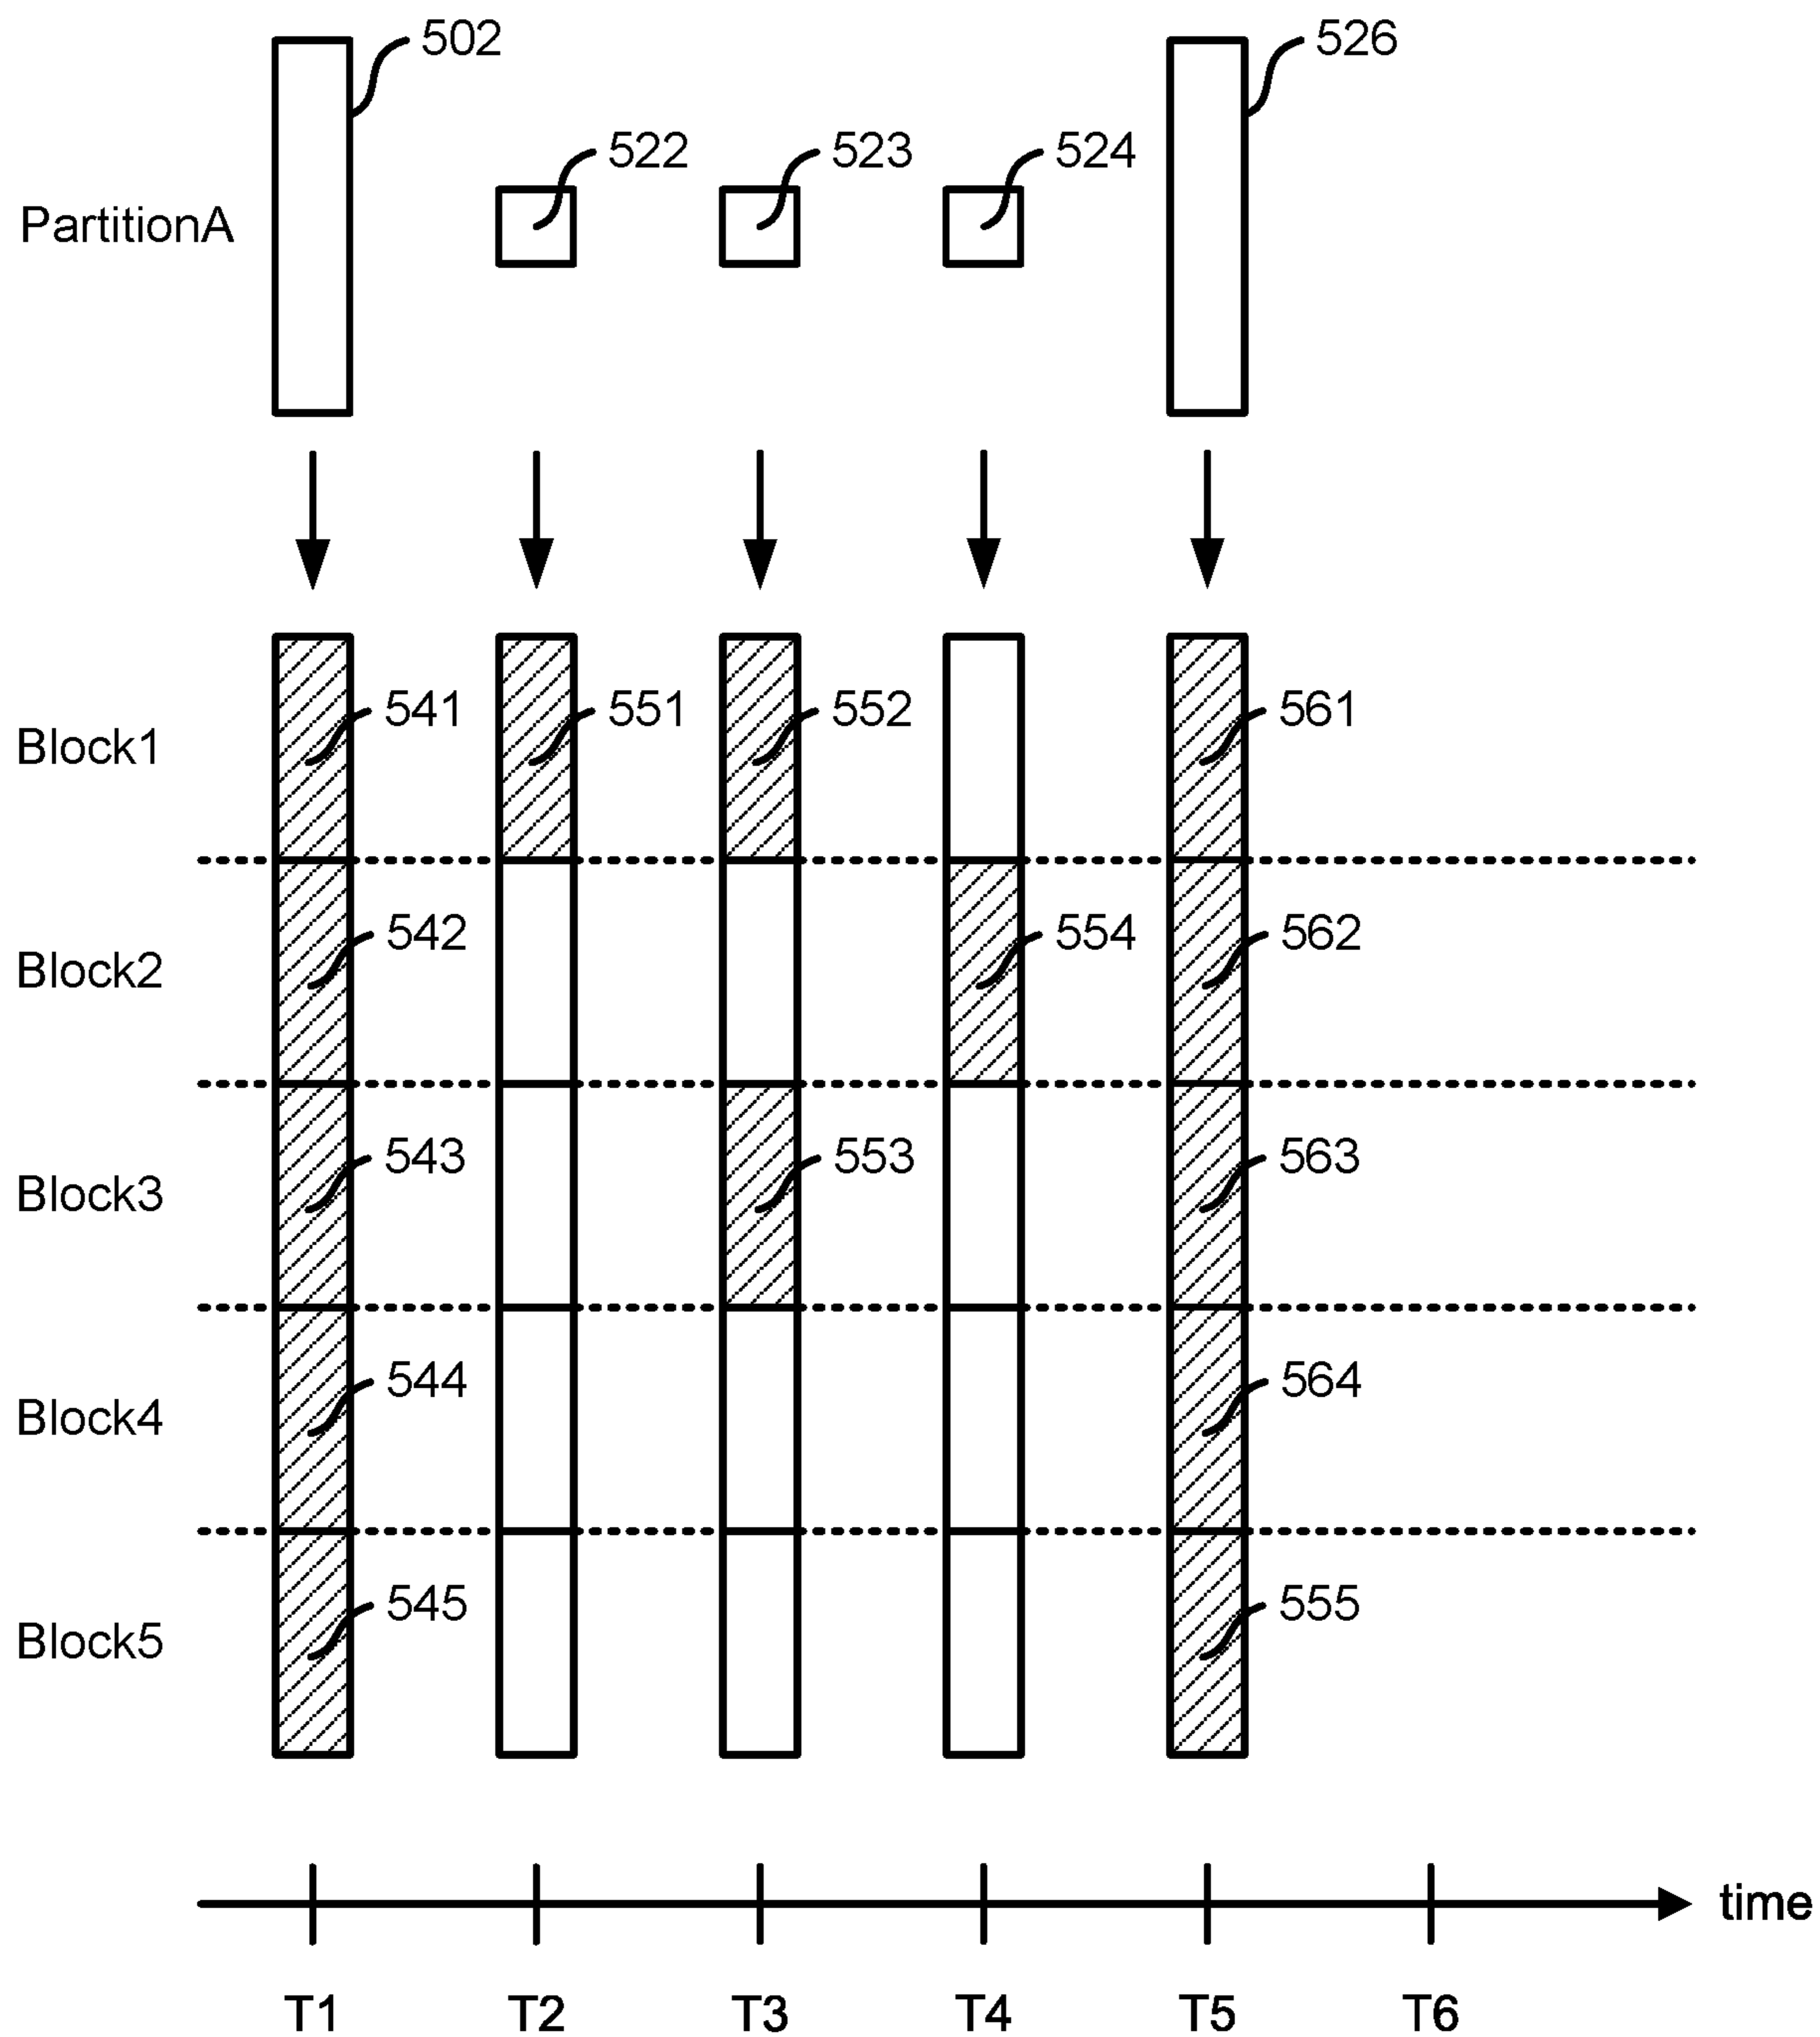 502 526
522 523 524
PartitionA
Block1 541 551 552 561
Block2 542 554 562
Block3 543 553 563
Block4 544 564
Block5 545 555
time
T1 T2 T3 T4 T5 T6